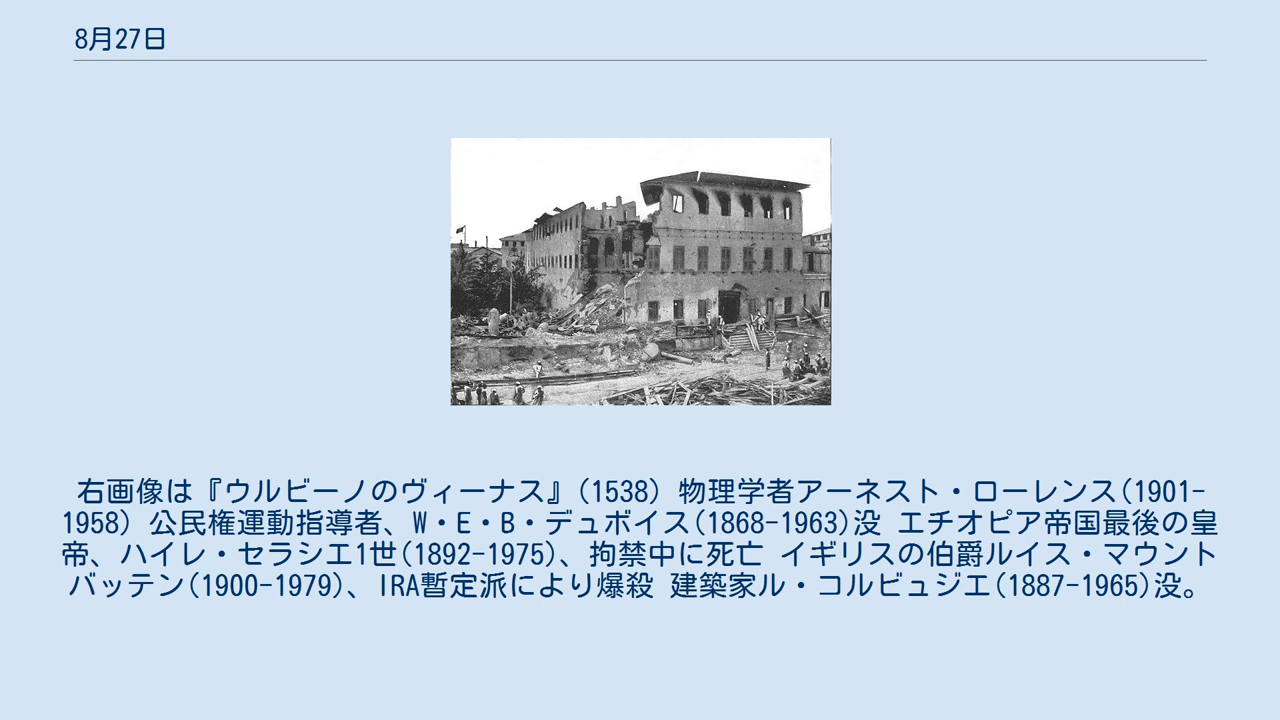 8月27日
右画像は『ウルビーノのヴィーナス』(1538) 物理学者アーネスト・ローレンス(1901-
1958) 公民権運動指導者、W・E・B・デュボイス(1868-1963)没 エチオピア帝国最後の皇
帝、ハイレ・セラシエ1世(1892-1975)、拘禁中に死亡 イギリスの伯爵ルイス・マウント
バッテン(1900-1979)、IRA暫定派により爆殺 建築家ル・コルビュジエ(1887-1965)没。